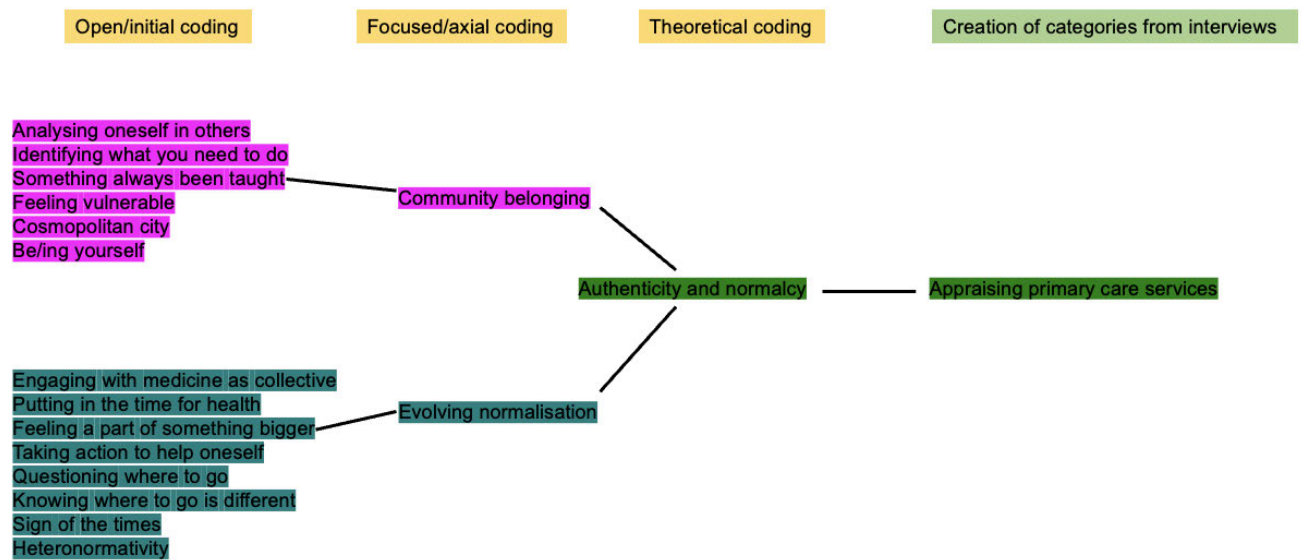 Open/initial coding
Focused/axial coding
Theoretical coding
Creation of categories from interviews
Analysing oneself in others
Identifying what you need to do
Something always been taught
Feeling vulnerable
Cosmopolitan city
Be/ing yourself
Community belonging
Authenticity and normalcy
Appraising primary care services
Engaging with medicine as collective
Putting in the time for health
Feeling a part of something bigger
Taking action to help oneself
Questioning where to go
Knowing where to go is different
Sign of the times
Heteronormativity
Evolving normalisation